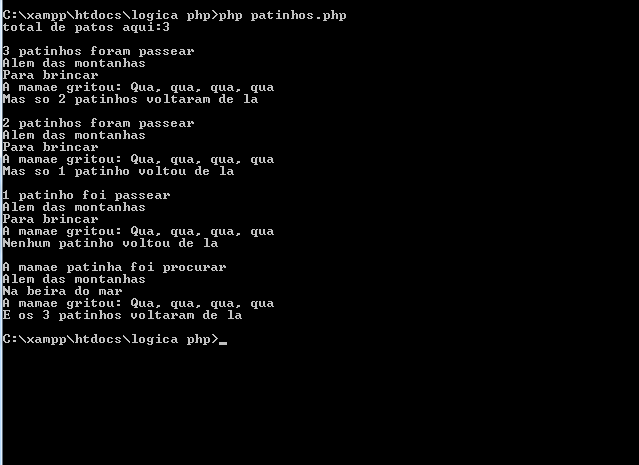 C:\xampp\htdocs\logica php>php patinhos.php
total de patos aqui:3
3 patinhos foram passear
Alem das montanhas
Para brincar
A mamae gritou: Qua, qua, qua, qua
Mas so 2 patinhos voltaram de la
2 patinhos foram passear
Alem das montanhas
Para brincar
A mamae gritou: Qua, qua, qua, qua
Mas so 1 patinho voltou de la
1 patinho foi passear
Alem das montanhas
Para brincar
A mamae gritou: Qua, qua, qua, qua
Nenhum patinho voltou de la
A mamae patinha foi procurar
Alem das montanhas
Na beira do mar
A mamae gritou: Qua, qua, qua, qua
E os 3 patinhos voltaram de la
C:\xampp\htdocs\logica php>_